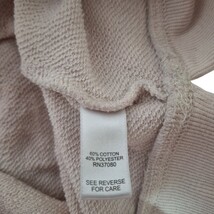 60% COTTON
40% POLYESTER
RN37080
SEE REVERSE
FOR CARE